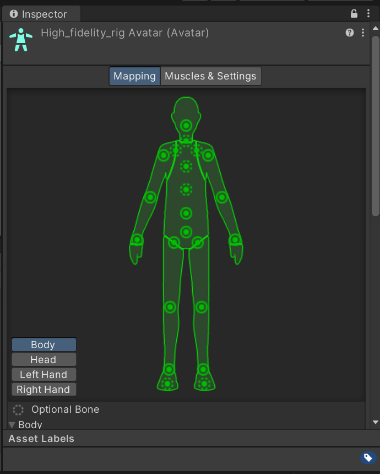 Inspector
High_fidelity_rig Avatar (Avatar)
Mapping Muscles & Settings
Body
Head
Left Hand
Right Hand
Optional Bone
Body
Asset Labels